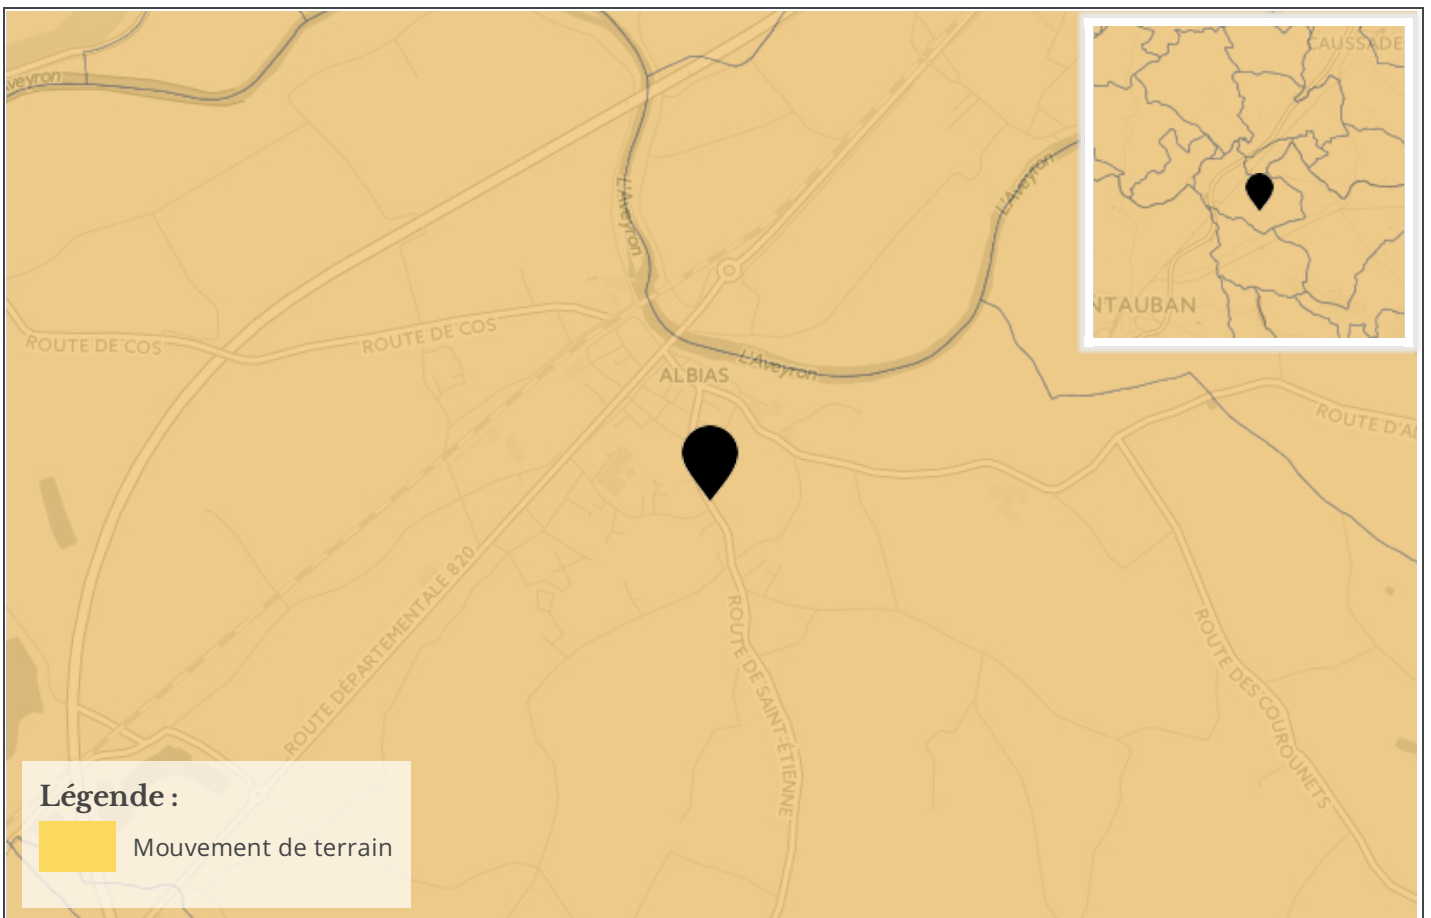 Aveyron
CAUSSADE
L'Aveyron
L'Aveyron
NTAUBAN
ROUTE DE COS
ROUTE DE COS
L'Aveyron
ALBIAS
ROUTE D'AL
ROUTE DÉPARTEMENTALE 820
ROUTE DE SAINT-ÉTIENNE
ROUTE DES COUROUNETS
Légende :
Mouvement de terrain